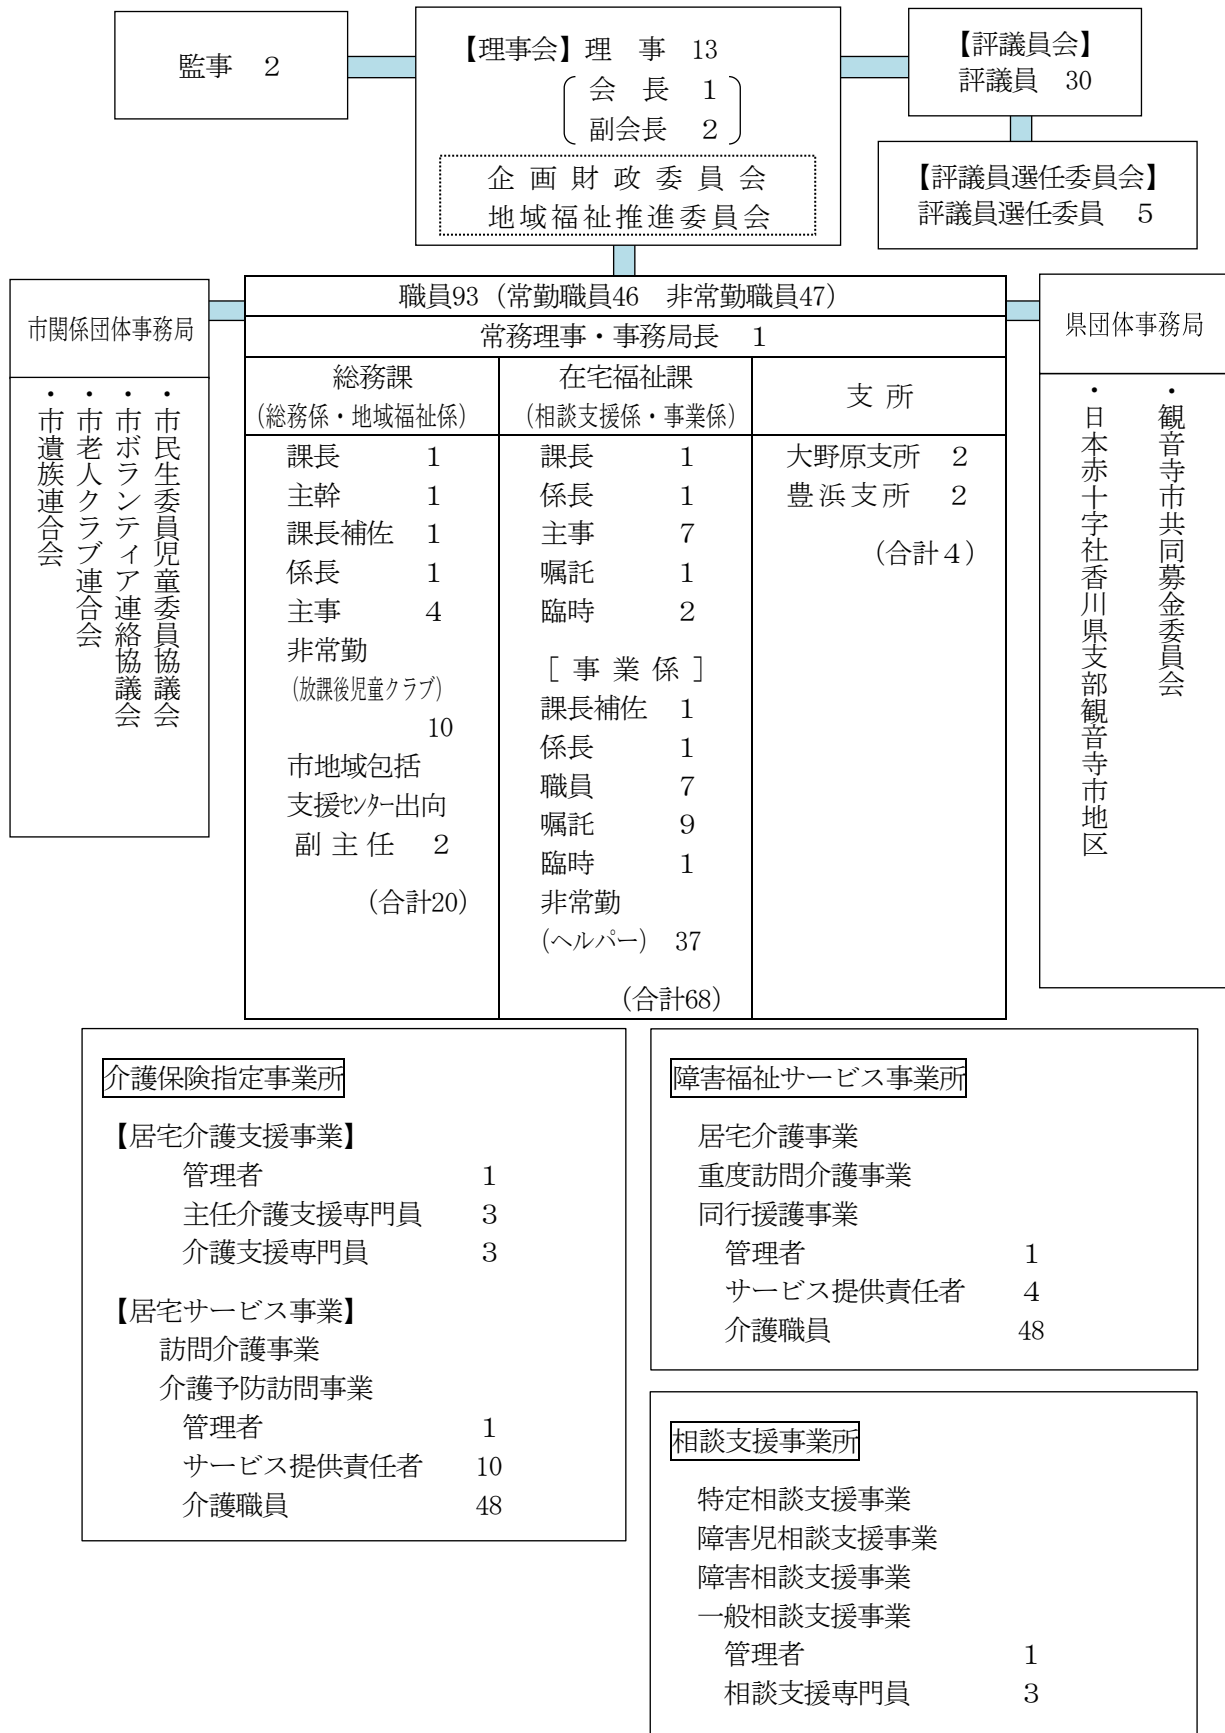 監事　2
【理事会】理　事　13
会　長　1
副会長　2
企画財政委員会
地域福祉推進委員会
【評議員会】
評議員　30
【評議員選任委員会】
評議員選任委員　5
市関係団体事務局
・市民生委員児童委員協議会
・市ボランティア連絡協議会
・市老人クラブ連合会
・市遺族連合会
職員93（常勤職員46　非常勤職員47）
常務理事・事務局長　1
総務課
（総務係・地域福祉係）
課長　1
主幹　1
課長補佐　1
係長　1
主事　4
非常勤
（放課後児童クラブ）
10
市地域包括
支援センター出向
副主任　2
（合計20）
在宅福祉課
（相談支援係・事業係）
課長　1
係長　1
主事　7
嘱託　1
臨時　2
［事業係］
課長補佐　1
係長　1
職員　7
嘱託　9
臨時　1
非常勤
（ヘルパー）　37
（合計68）
支所
大野原支所　2
豊浜支所　2
（合計４）
県団体事務局
・観音寺市共同募金委員会
・日本赤十字社香川県支部観音寺市地区
介護保険指定事業所
【居宅介護支援事業】
管理者　1
主任介護支援専門員　3
介護支援専門員　3
【居宅サービス事業】
訪問介護事業
介護予防訪問事業
管理者　1
サービス提供責任者　10
介護職員　48
障害福祉サービス事業所
居宅介護事業
重度訪問介護事業
同行援護事業
管理者　1
サービス提供責任者　4
介護職員　48
相談支援事業所
特定相談支援事業
障害児相談支援事業
障害相談支援事業
一般相談支援事業
管理者　1
相談支援専門員　3